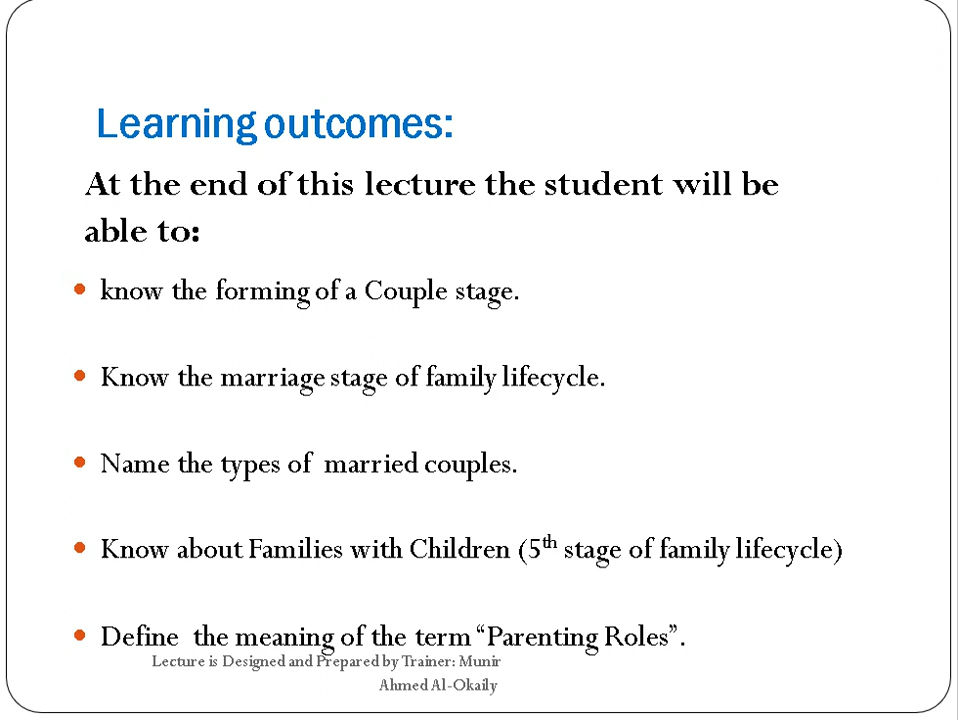 Learning outcomes:
At the end of this lecture the student will be
able to:
• know the forming of a Couple stage.
• Know the marriage stage of family lifecycle.
• Name the types of married couples.
• Know about Families with Children (5th stage of family lifecycle)
• Define the meaning of the term “Parenting Roles”.
Lecture is Designed and Prepared by Trainer: Munir
Ahmed Al-Okaily